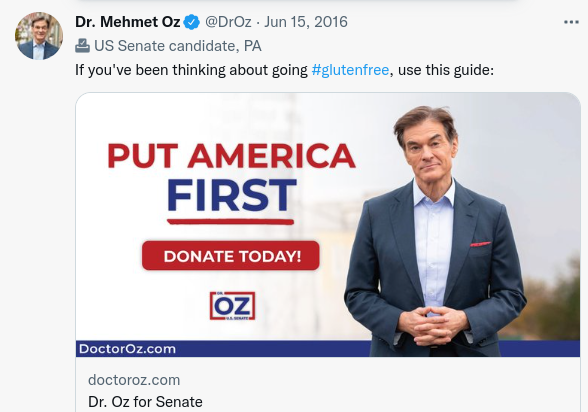 Dr. Mehmet Oz @DrOz · Jun 15, 2016
US Senate candidate, PA
If you've been thinking about going #glutenfree, use this guide:
PUT AMERICA
FIRST
DONATE TODAY!
DR.
OZ
U.S. SENATE
DoctorOz.com
doctoroz.com
Dr. Oz for Senate